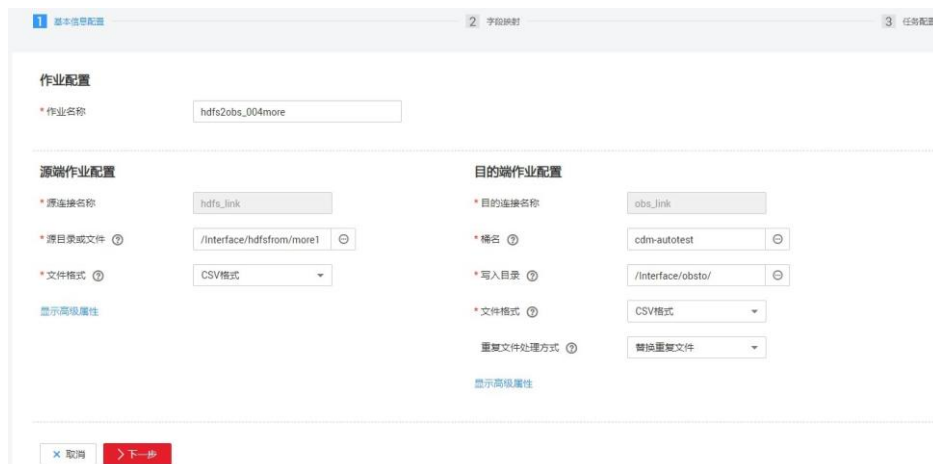 1 基本信息配置 2 字段映射 3 任务配置
作业配置
* 作业名称 hdfs2obs_004more
源端作业配置 目的端作业配置
* 源连接名称 hdfs_link * 目的连接名称 obs_link
* 源目录或文件 ? /Interface/hdfsfrom/more1 * 桶名 ? cdm-autotest
* 文件格式 ? CSV格式 * 写入目录 ? /Interface/obsto/
显示高级属性 * 文件格式 ? CSV格式
重复文件处理方式 ? 替换重复文件
显示高级属性
× 取消 > 下一步